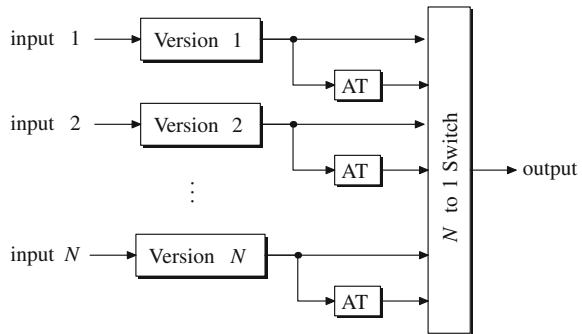 input 1
Version 1
AT
input 2
Version 2
AT
⋮
input N
Version N
AT
N to 1 Switch
output